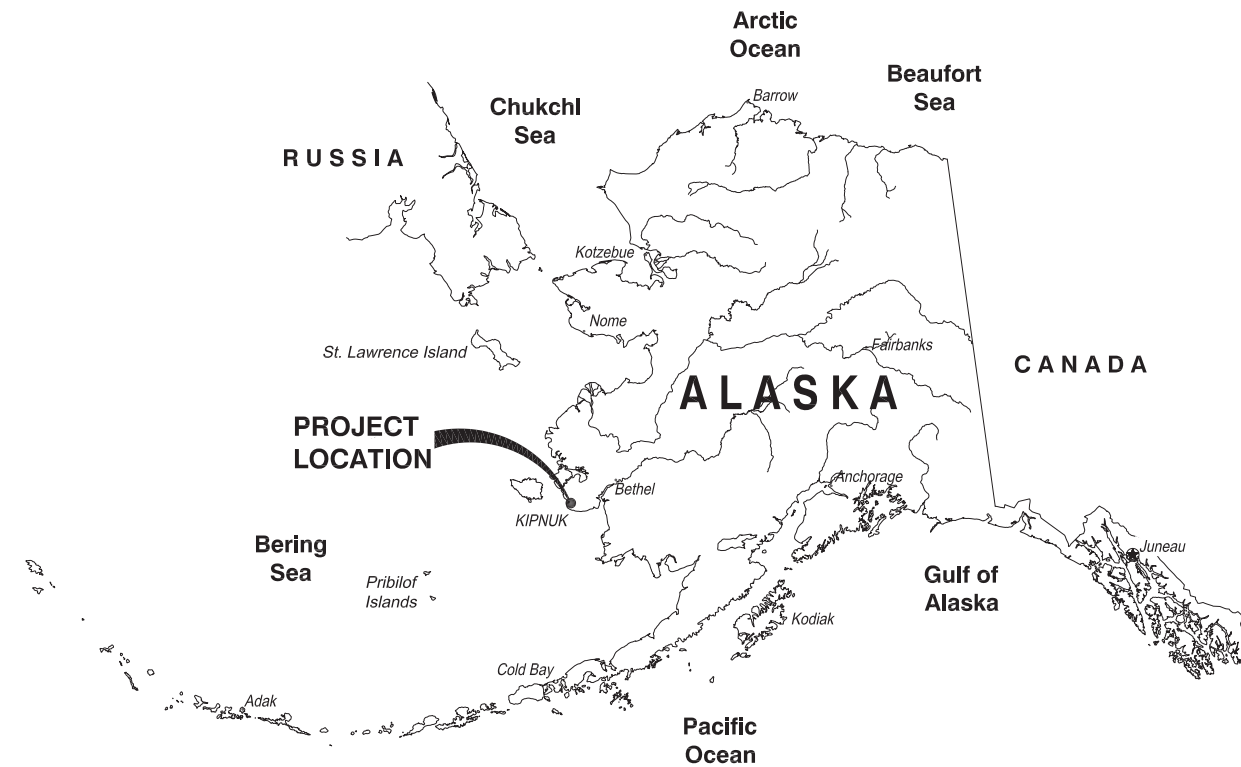 Arctic
Ocean
Beaufort
Sea
Barrow
Chukchl
Sea
RUSSIA
Kotzebue
Nome
St. Lawrence Island
Fairbanks
CANADA
ALASKA
PROJECT
LOCATION
Anchorage
Bethel
KIPNUK
Bering
Sea
Juneau
Pribilof
Islands
Gulf of
Alaska
Kodiak
Cold Bay
Adak
Pacific
Ocean